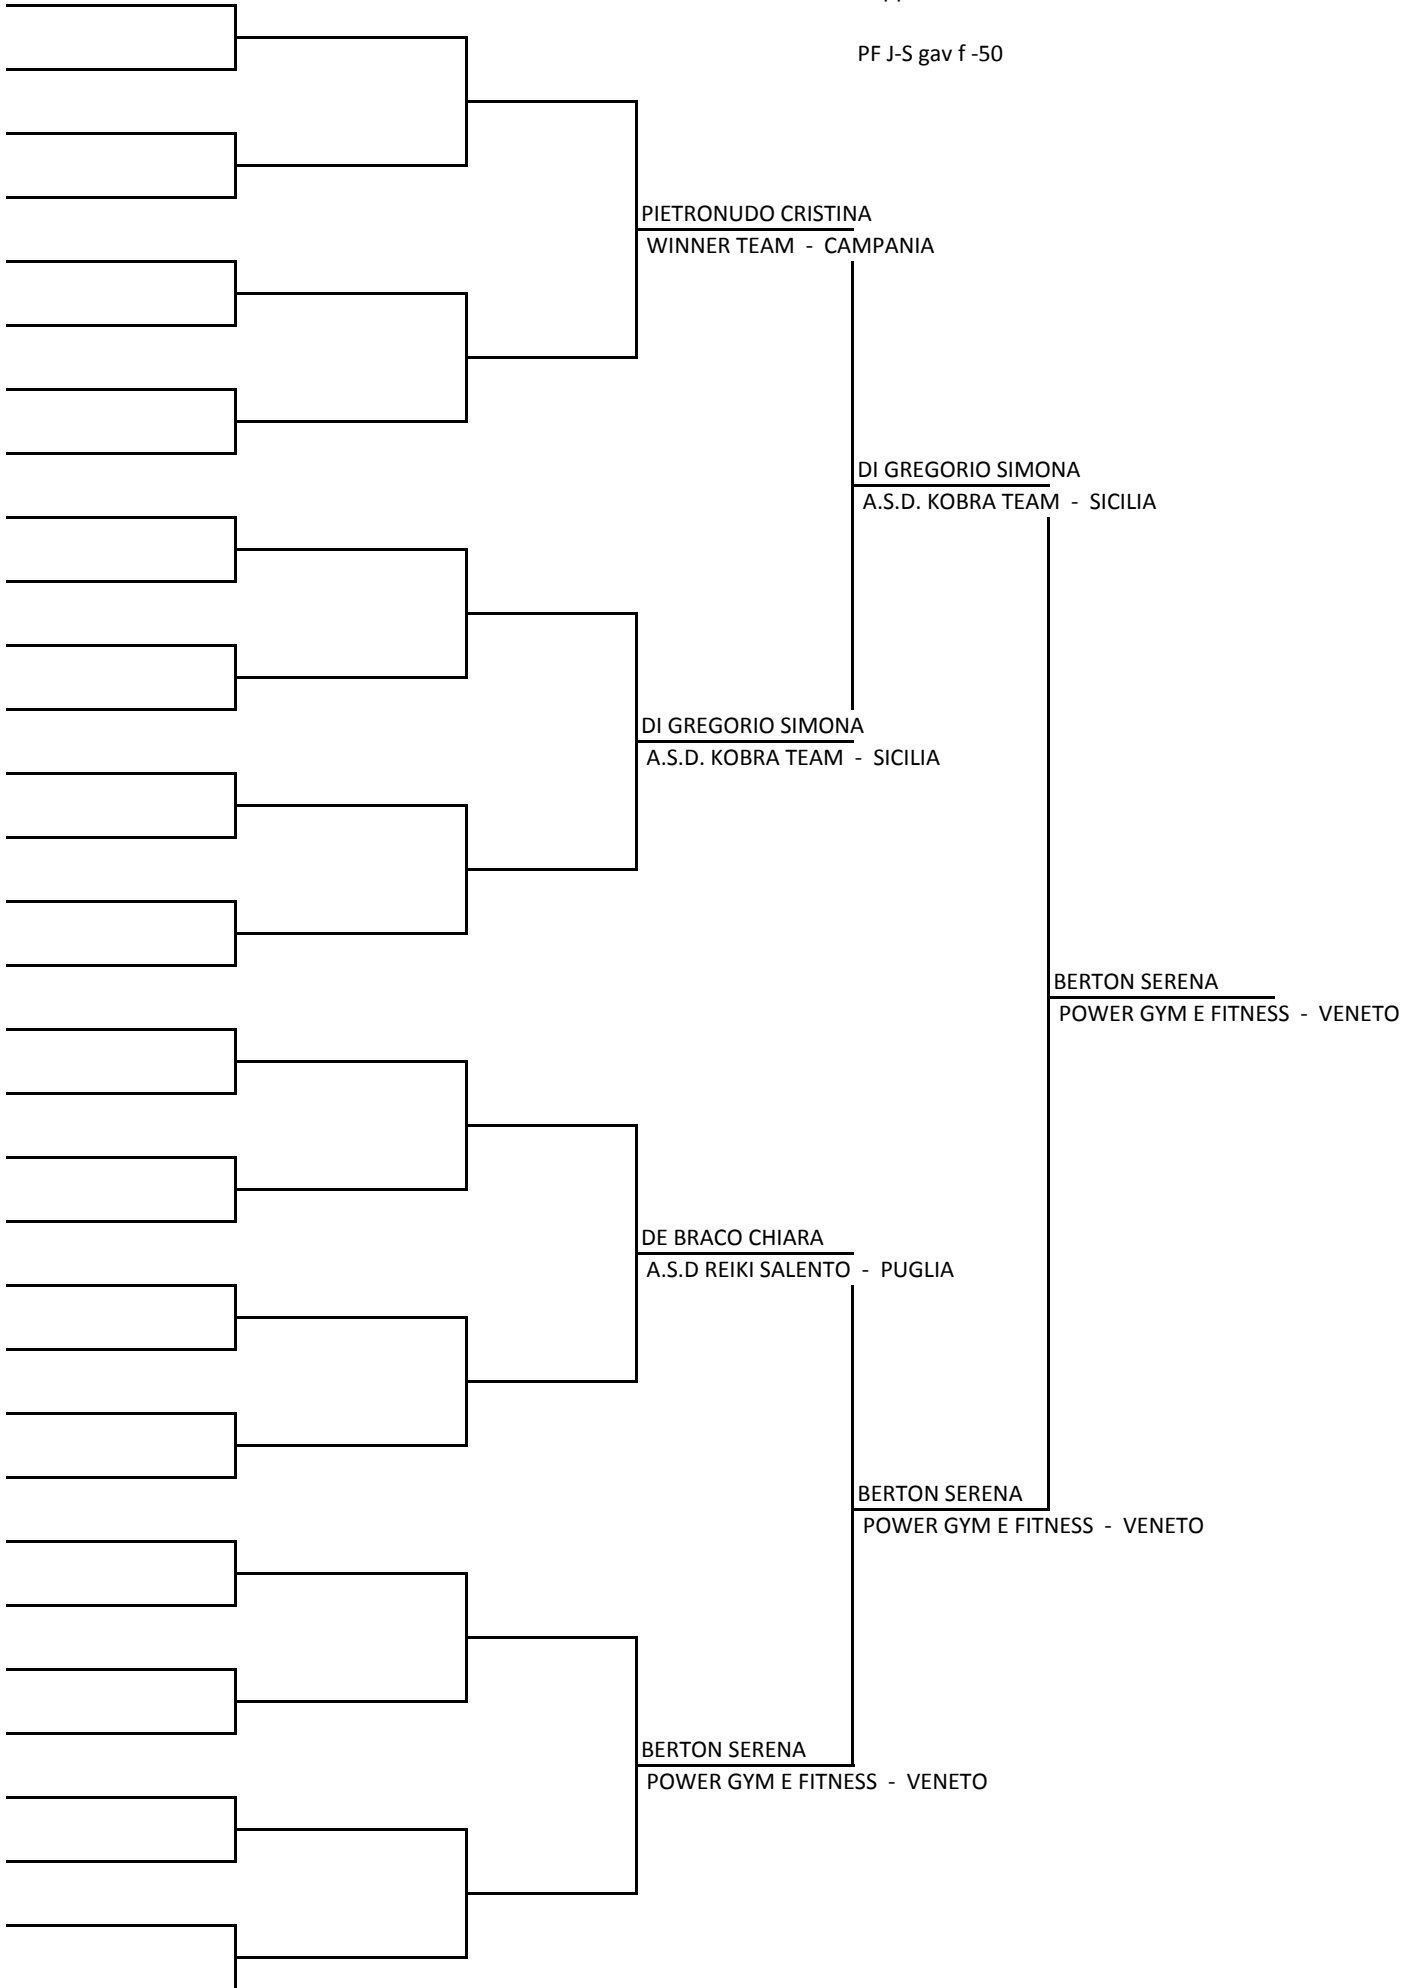 PF J-S gav f -50
PIETRONUDO CRISTINA
WINNER TEAM - CAMPANIA
DI GREGORIO SIMONA
A.S.D. KOBRA TEAM - SICILIA
DI GREGORIO SIMONA
A.S.D. KOBRA TEAM - SICILIA
BERTON SERENA
POWER GYM E FITNESS - VENETO
DE BRACO CHIARA
A.S.D REIKI SALENTO - PUGLIA
BERTON SERENA
POWER GYM E FITNESS - VENETO
BERTON SERENA
POWER GYM E FITNESS - VENETO